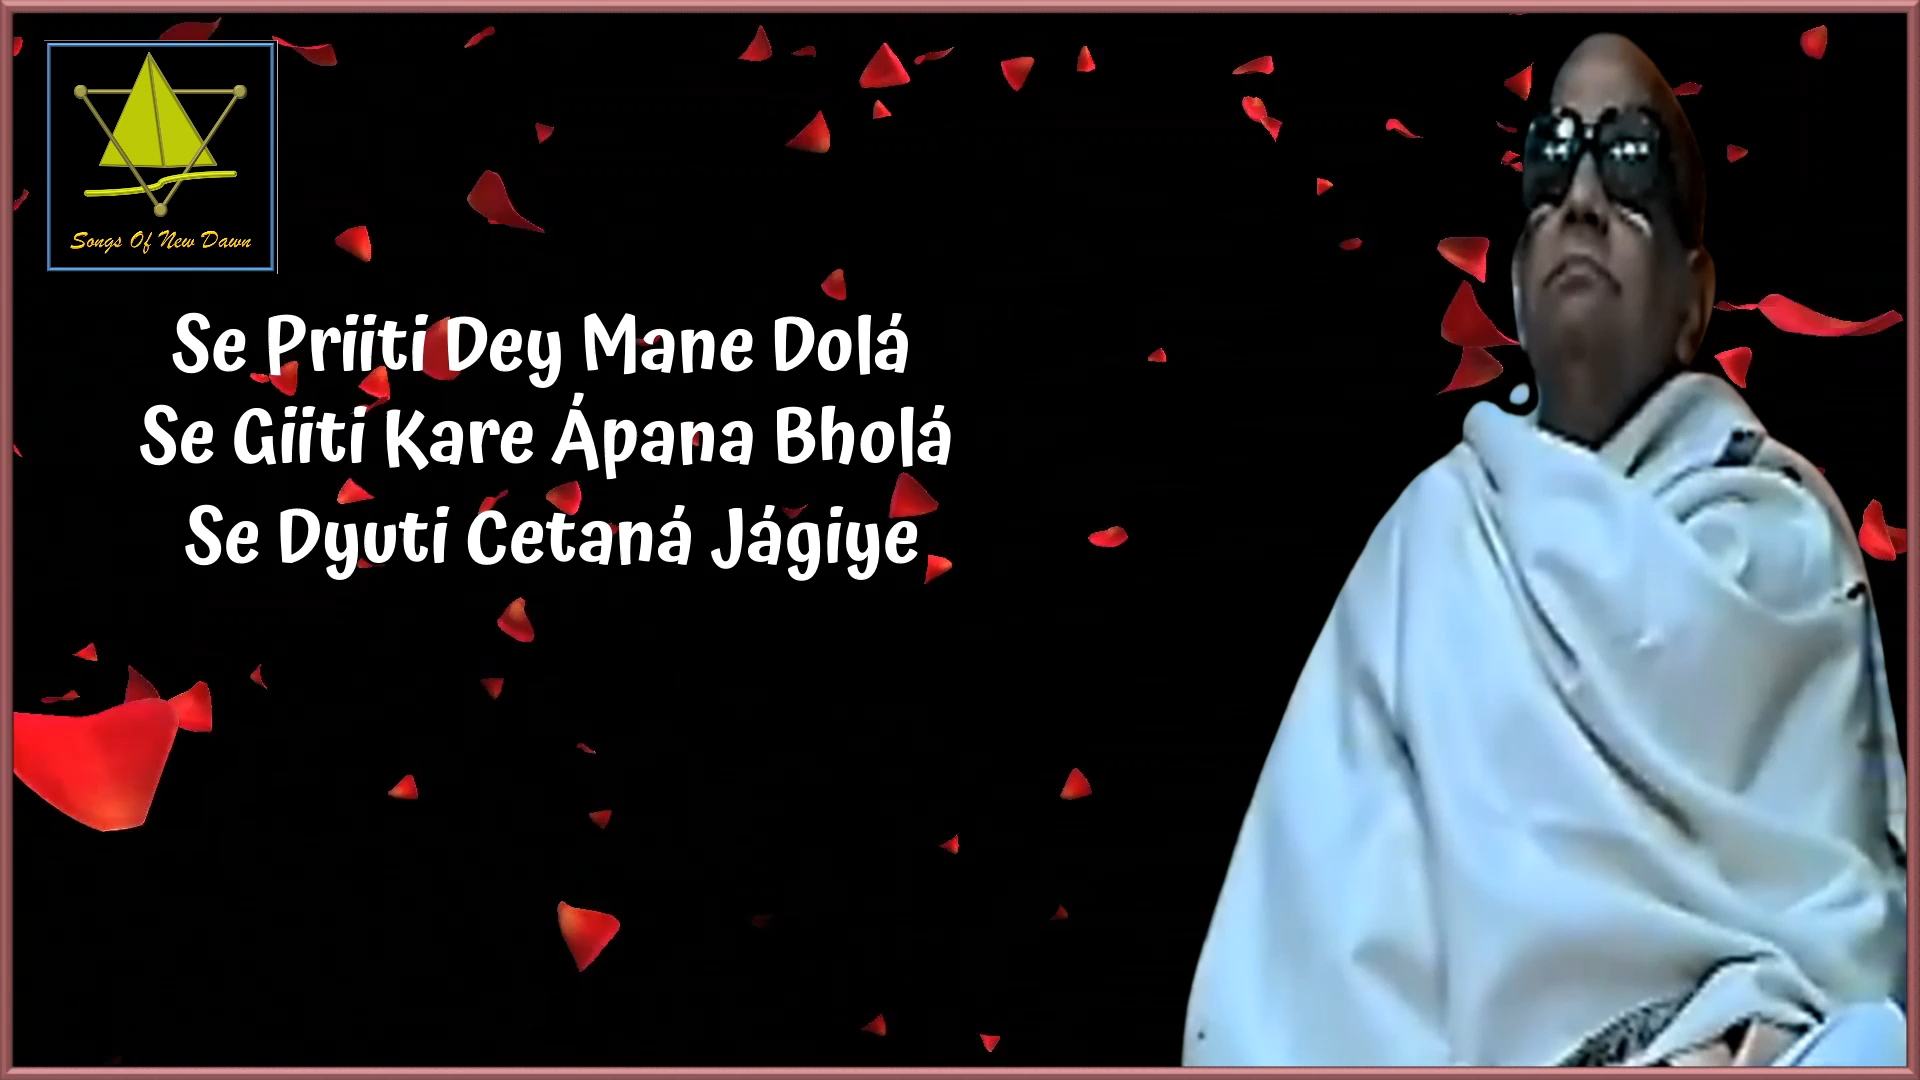 Songs Of New Dawn
Se Priiti Dey Mane Dolá
Se Giiti Kare Ápana Bholá
Se Dyuti Cetaná Jágiye